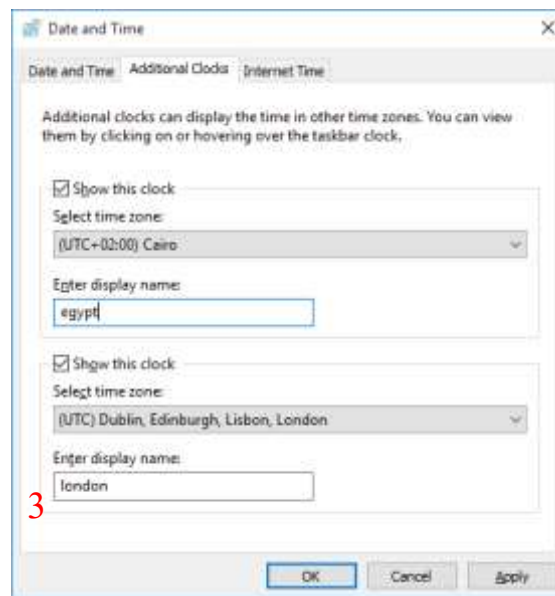 Date and Time
Date and Time Additional Clocks Internet Time
Additional clocks can display the time in other time zones. You can view
them by clicking on or hovering over the taskbar clock.
Show this clock
Select time zone:
(UTC+02:00) Cairo
Enter display name:
egypt
Show this clock
Select time zone:
(UTC) Dublin, Edinburgh, Lisbon, London
Enter display name:
london
3
OK Cancel Apply